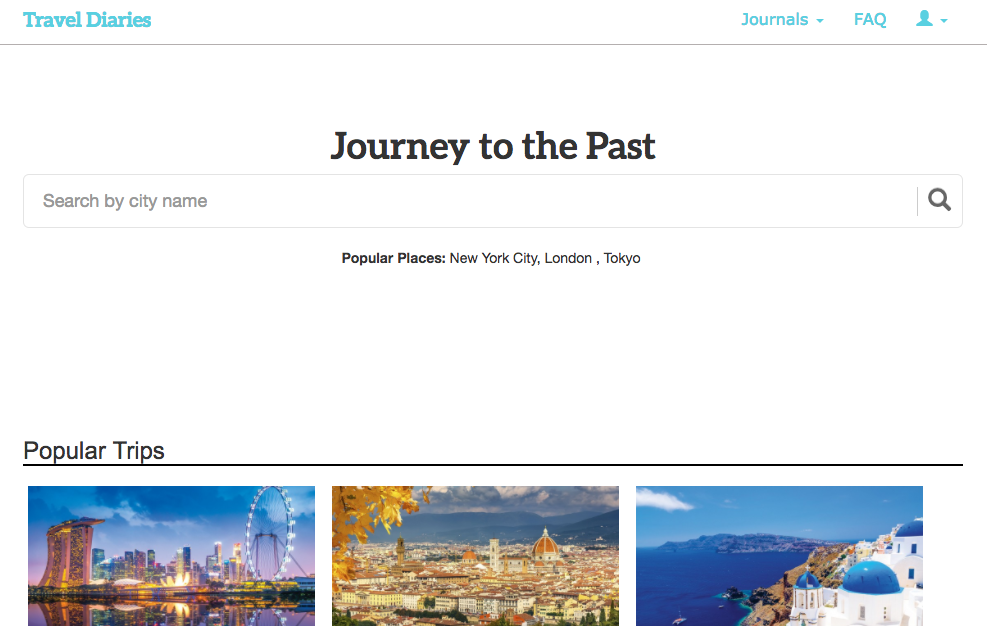 Travel Diaries
Journals FAQ
Journey to the Past
Search by city name
Popular Places: New York City, London , Tokyo
Popular Trips